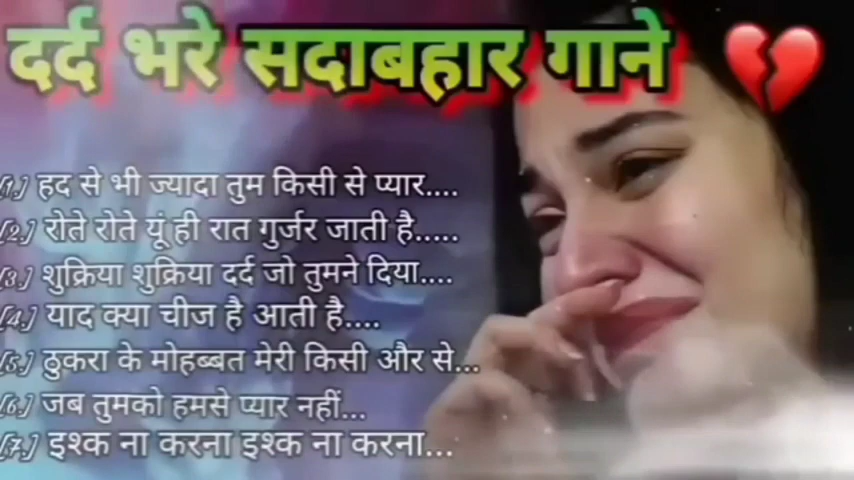 दर्द भरे सदाबहार गाने
[1.] हद से भी ज्यादा तुम किसी से प्यार....
[2.] रोते रोते यूं ही रात गुर्जर जाती है.....
[3.] शुक्रिया शुक्रिया दर्द जो तुमने दिया....
[4.] याद क्या चीज है आती है....
[5.] ठुकरा के मोहब्बत मेरी किसी और से...
[6.] जब तुमको हमसे प्यार नहीं...
[7.] इश्क ना करना इश्क ना करना...